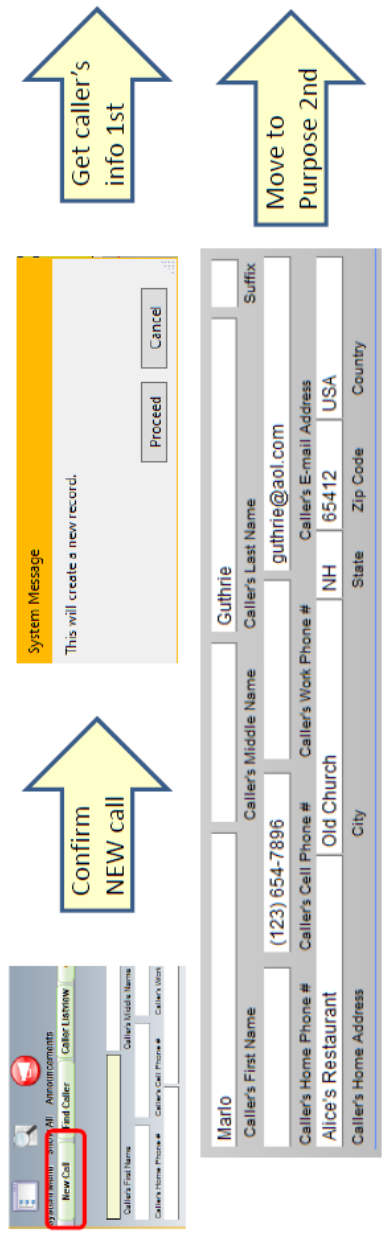 System Menu Show All Announcements
New Call Find Caller Caller Listview
Caller's First Name Caller's Middle Name
Caller's Home Phone # Caller's Cell Phone # Caller's Work
Confirm
NEW call
System Message
This will create a new record.
Proceed Cancel
Get caller's
info 1st
Marlo Guthrie
Caller's First Name Caller's Middle Name Caller's Last Name Suffix
(123) 654-7896 guthrie@aol.com
Caller's Home Phone # Caller's Cell Phone # Caller's Work Phone # Caller's E-mail Address
Alice's Restaurant Old Church NH 65412 USA
Caller's Home Address City State Zip Code Country
Move to
Purpose 2nd